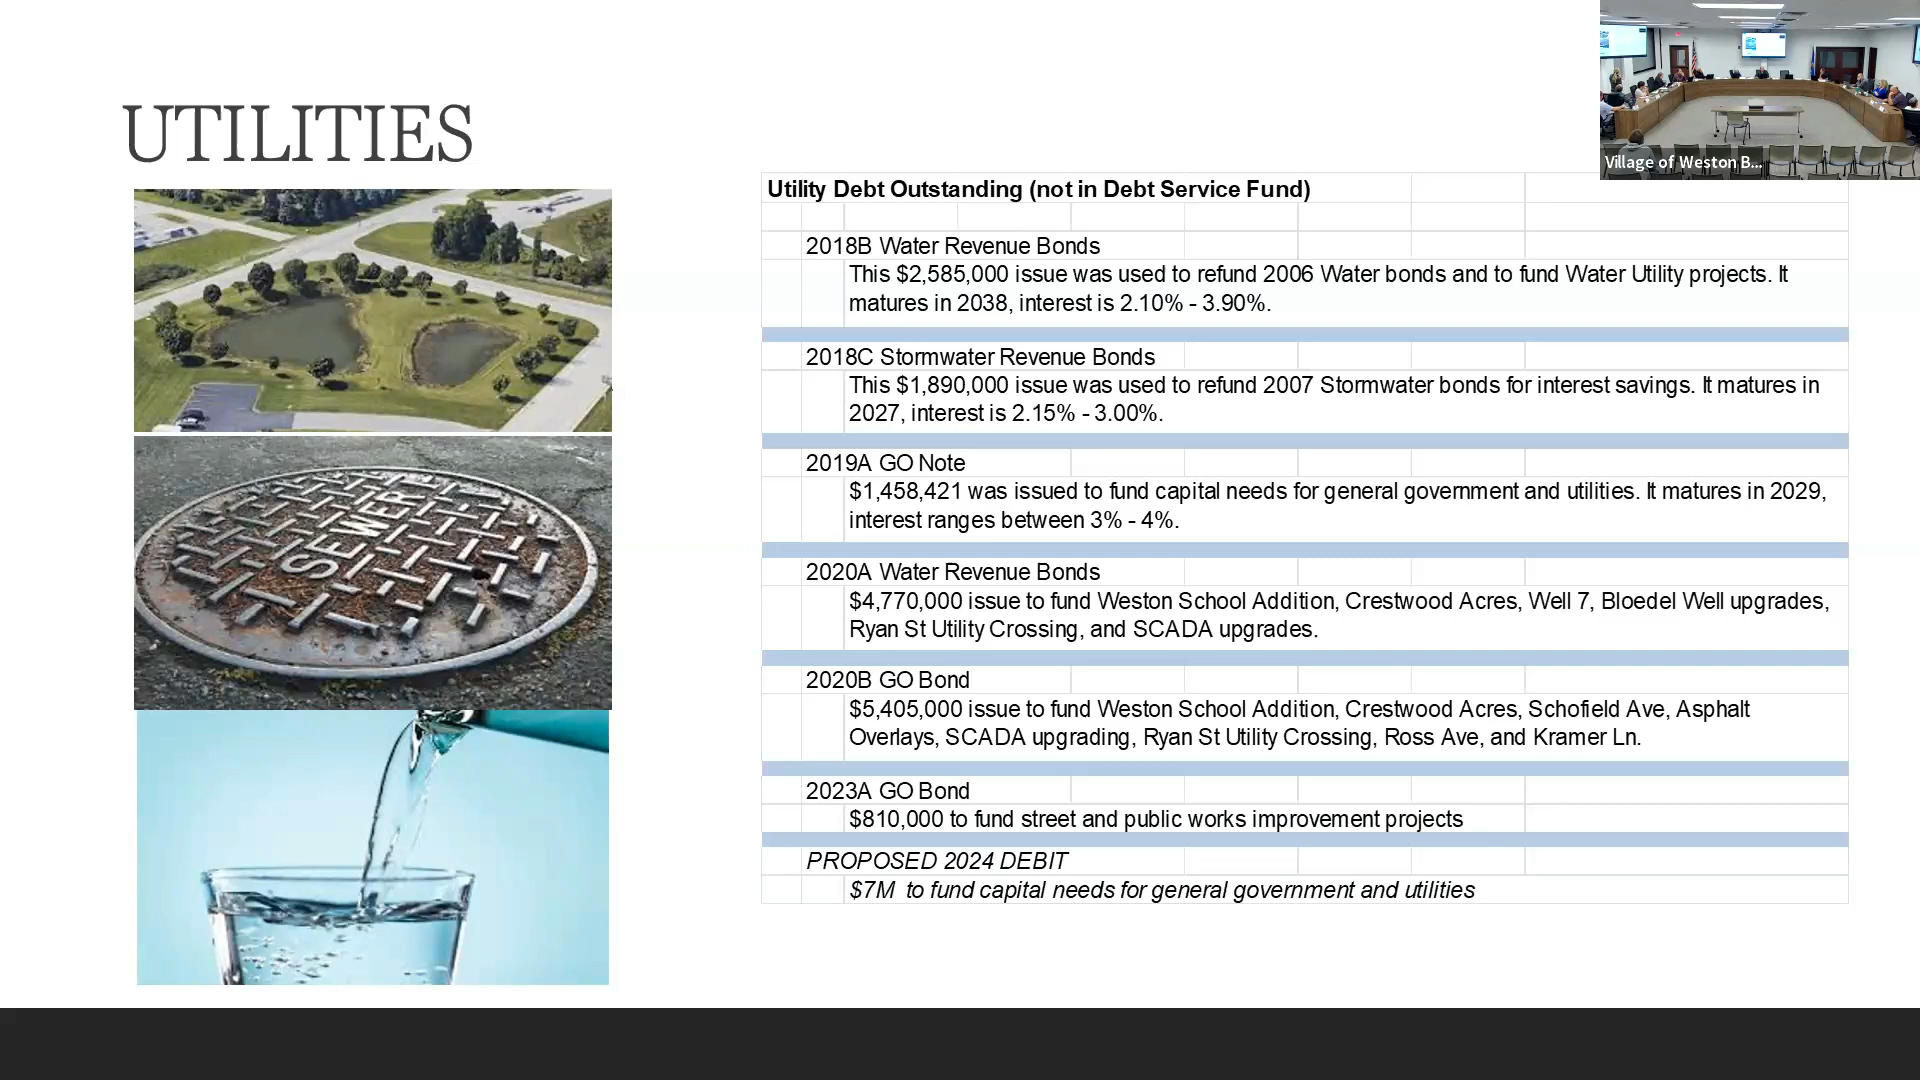 UTILITIES
Village of Weston B...
Utility Debt Outstanding (not in Debt Service Fund)
2018B Water Revenue Bonds
This $2,585,000 issue was used to refund 2006 Water bonds and to fund Water Utility projects. It
matures in 2038, interest is 2.10% - 3.90%.
2018C Stormwater Revenue Bonds
This $1,890,000 issue was used to refund 2007 Stormwater bonds for interest savings. It matures in
2027, interest is 2.15% - 3.00%.
2019A GO Note
$1,458,421 was issued to fund capital needs for general government and utilities. It matures in 2029,
interest ranges between 3% - 4%.
2020A Water Revenue Bonds
$4,770,000 issue to fund Weston School Addition, Crestwood Acres, Well 7, Bloedel Well upgrades,
Ryan St Utility Crossing, and SCADA upgrades.
2020B GO Bond
$5,405,000 issue to fund Weston School Addition, Crestwood Acres, Schofield Ave, Asphalt
Overlays, SCADA upgrading, Ryan St Utility Crossing, Ross Ave, and Kramer Ln.
2023A GO Bond
$810,000 to fund street and public works improvement projects
PROPOSED 2024 DEBIT
$7M to fund capital needs for general government and utilities
SEWER